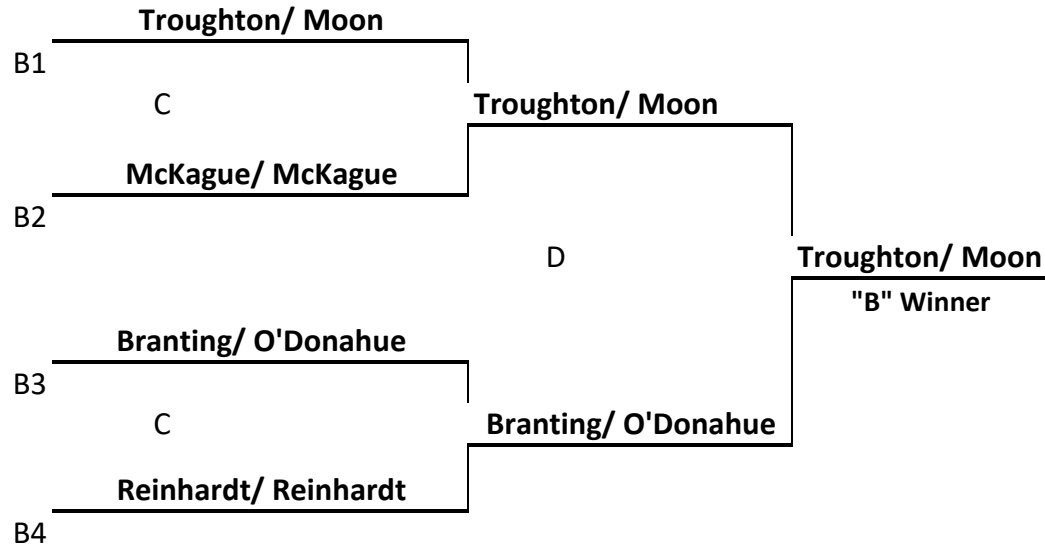 Troughton/ Moon
B1
C
Troughton/ Moon
McKague/ McKague
B2
D
Troughton/ Moon
"B" Winner
Branting/ O'Donahue
B3
C
Branting/ O'Donahue
Reinhardt/ Reinhardt
B4